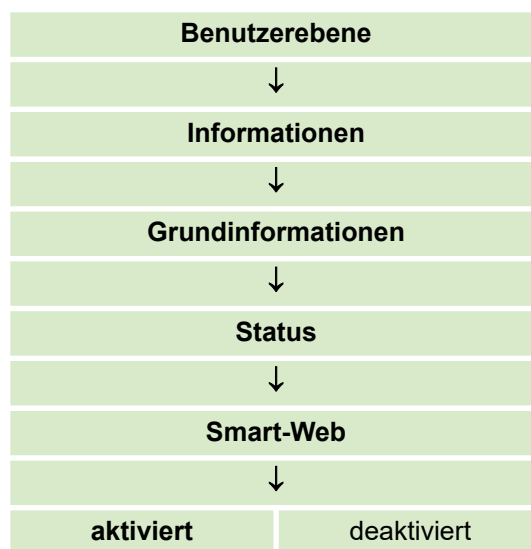 Benutzerebene
↓
Informationen
↓
Grundinformationen
↓
Status
↓
Smart-Web
↓
aktiviert deaktiviert